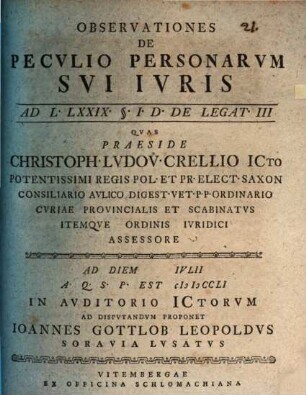 21.
OBSERVATIONES
DE
PECVLIO PERSONARVM
SVI IVRIS
AD L· LXXIX· §· I· D· DE LEGAT· III
QVAS
PRAESIDE
CHRISTOPH· LVDOV· CRELLIO ICTO
POTENTISSIMI REGIS POL· ET PR· ELECT· SAXON
CONSILIARIO AVLICO DIGEST· VET· P· P· ORDINARIO
CVRIAE PROVINCIALIS ET SCABINATVS
ITEMQVE ORDINIS IVRIDICI
ASSESSORE
AD DIEM IVLII
A· Q· S· P· EST CIƆIƆCCLI
IN AVDITORIO ICTORVM
AD DISPVTANDVM PROPONET
IOANNES GOTTLOB LEOPOLDVS
SORAVIA LVSATVS
VITEMBERGAE
EX OFFICINA SCHLOMACHIANA